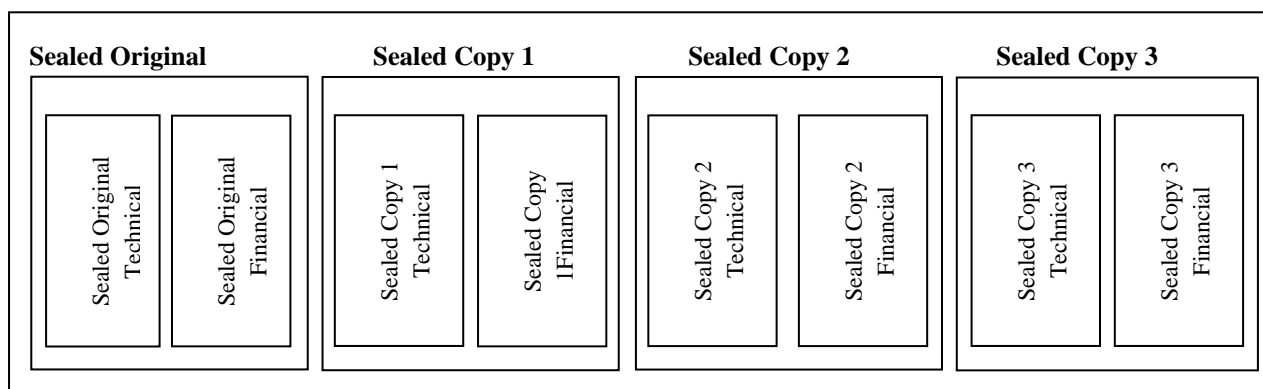 Sealed Original
Sealed Copy 1
Sealed Copy 2
Sealed Copy 3
Sealed Original
Technical
Sealed Original
Financial
Sealed Copy 1
Technical
Sealed Copy
1Financial
Sealed Copy 2
Technical
Sealed Copy 2
Financial
Sealed Copy 3
Technical
Sealed Copy 3
Financial